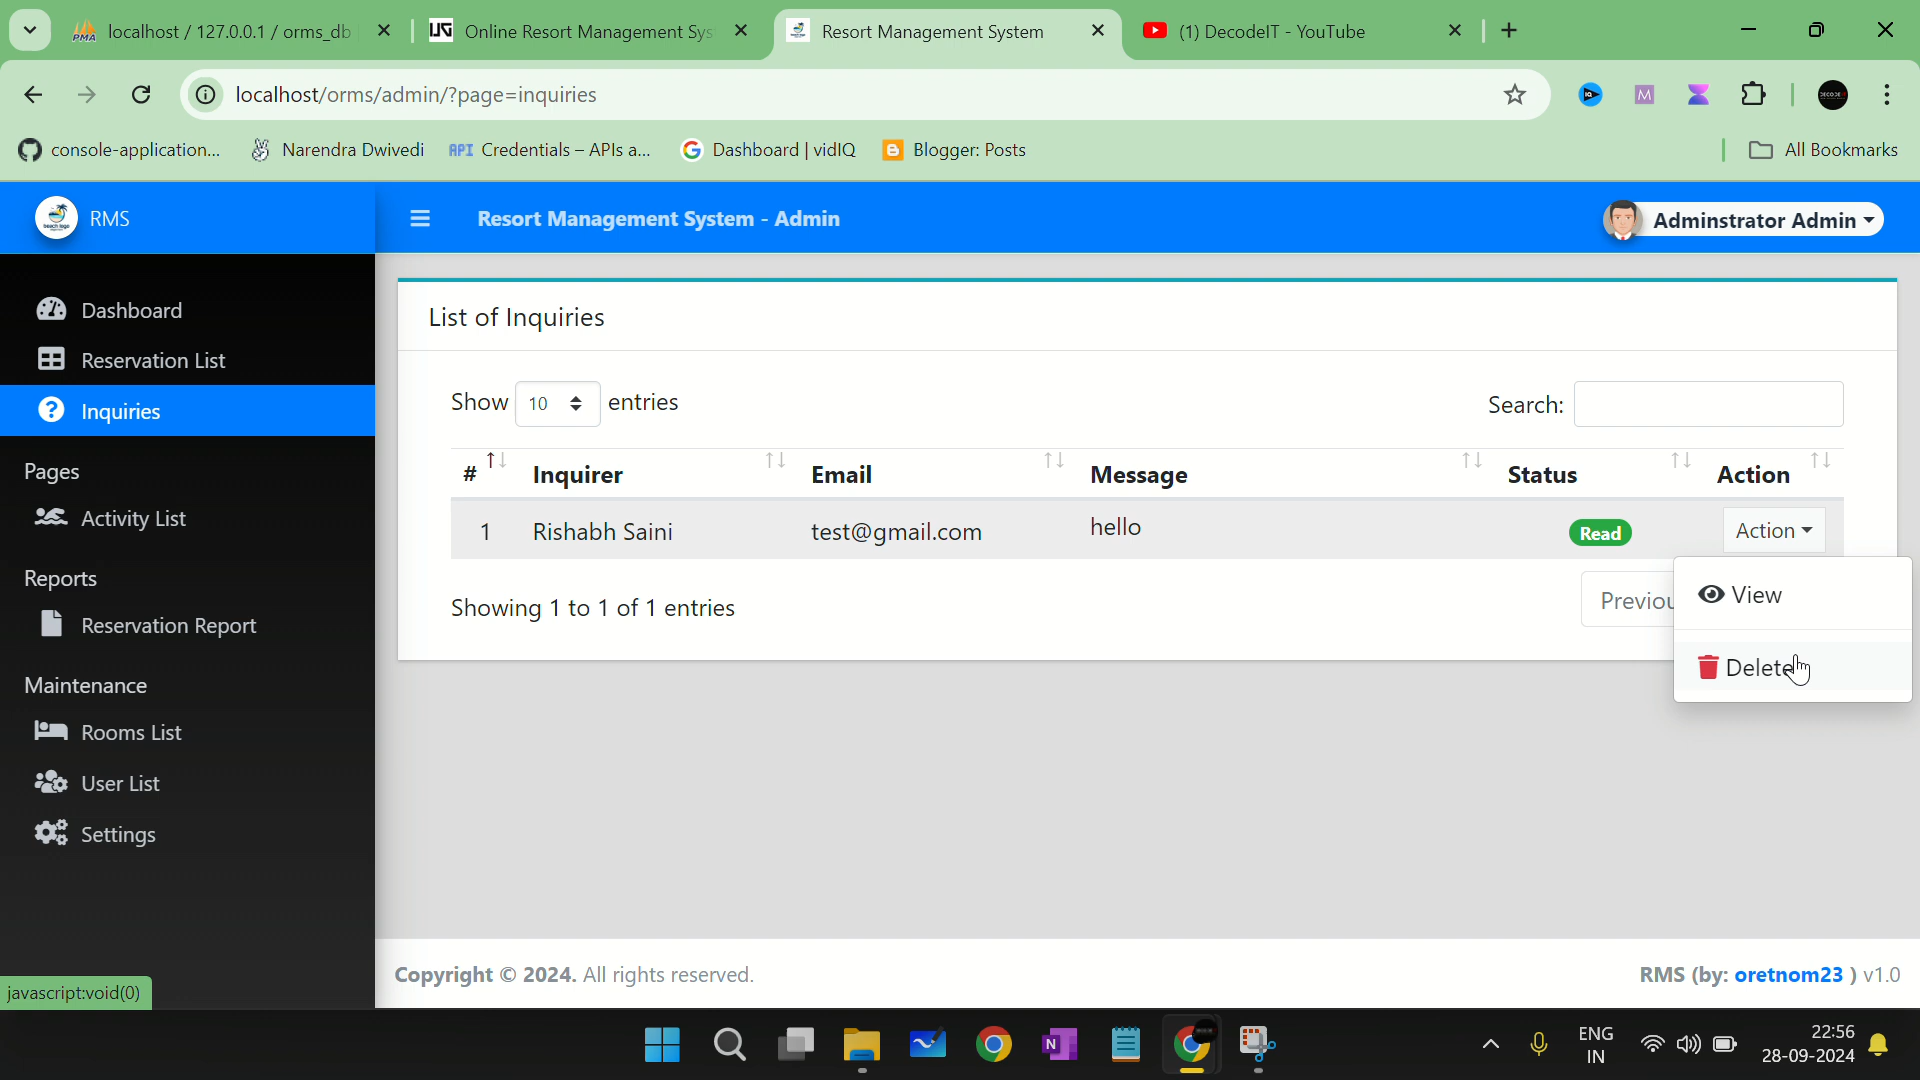 localhost / 127.0.0.1 / orms_db
Online Resort Management Sys
Resort Management System
(1) DecodeIT - YouTube
localhost/orms/admin/?page=inquiries
console-application...
Narendra Dwivedi
API Credentials – APIs a...
Dashboard | vidIQ
Blogger: Posts
All Bookmarks
RMS
Resort Management System - Admin
Adminstrator Admin
Dashboard
Reservation List
Inquiries
Pages
Activity List
Reports
Reservation Report
Maintenance
Rooms List
User List
Settings
List of Inquiries
Show 10 entries
Search:
# Inquirer Email Message Status Action
1 Rishabh Saini test@gmail.com hello Read Action
Showing 1 to 1 of 1 entries
Previou
View
Delete
Copyright © 2024. All rights reserved.
RMS (by: oretnom23 ) v1.0
javascript:void(0)
ENG
IN
22:56
28-09-2024